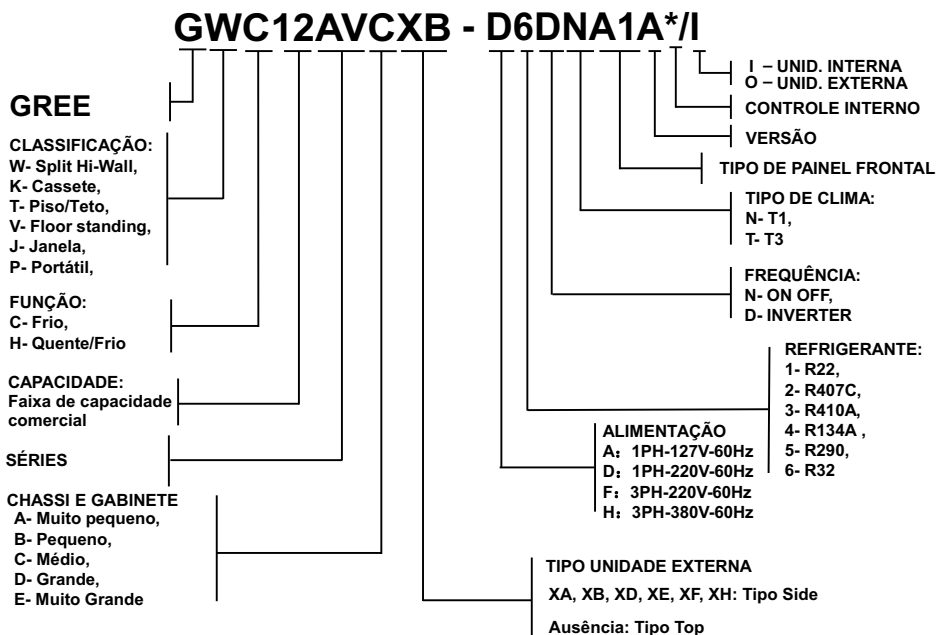 GWC12AVCXB - D6DNA1A*/I
GREE
CLASSIFICAÇÃO:
W- Split Hi-Wall,
K- Cassete,
T- Piso/Teto,
V- Floor standing,
J- Janela,
P- Portátil,
FUNÇÃO:
C- Frio,
H- Quente/Frio
CAPACIDADE:
Faixa de capacidade
comercial
SÉRIES
CHASSI E GABINETE
A- Muito pequeno,
B- Pequeno,
C- Médio,
D- Grande,
E- Muito Grande
I – UNID. INTERNA
O – UNID. EXTERNA
CONTROLE INTERNO
VERSÃO
TIPO DE PAINEL FRONTAL
TIPO DE CLIMA:
N- T1,
T- T3
FREQUÊNCIA:
N- ON OFF,
D- INVERTER
REFRIGERANTE:
1- R22,
2- R407C,
3- R410A,
4- R134A ,
5- R290,
6- R32
ALIMENTAÇÃO
A：1PH-127V-60Hz
D：1PH-220V-60Hz
F：3PH-220V-60Hz
H：3PH-380V-60Hz
TIPO UNIDADE EXTERNA
XA, XB, XD, XE, XF, XH: Tipo Side
Ausência: Tipo Top